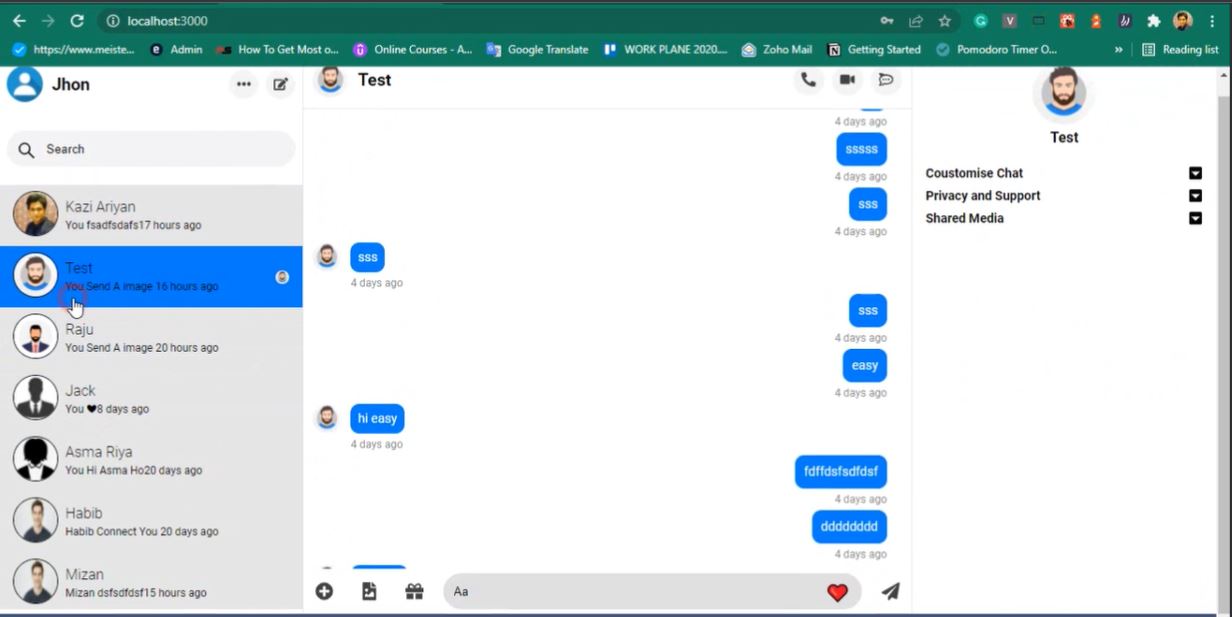 localhost:3000
https://www.meiste... Admin How To Get Most o... Online Courses - A... Google Translate WORK PLANE 2020.... Zoho Mail Getting Started Pomodoro Timer O... » Reading list
Jhon
Search
Kazi Ariyan
You fsadfsdafs17 hours ago
Test
You Send A image 16 hours ago
Raju
You Send A image 20 hours ago
Jack
You ❤8 days ago
Asma Riya
You Hi Asma Ho20 days ago
Habib
Habib Connect You 20 days ago
Mizan
Mizan dsfsdfdsf15 hours ago
Test
4 days ago
sssss
4 days ago
sss
4 days ago
sss
4 days ago
sss
4 days ago
easy
4 days ago
hi easy
4 days ago
fdffdsfsdfdsf
4 days ago
dddddddd
4 days ago
Aa
Test
Coustomise Chat
Privacy and Support
Shared Media